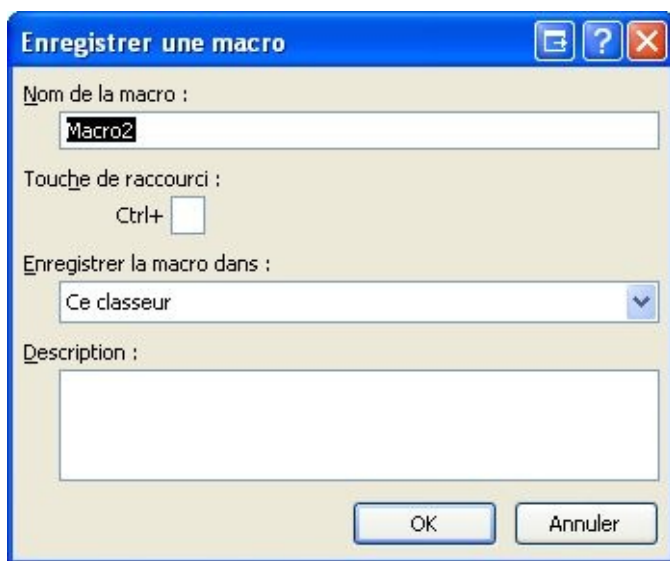 Enregistrer une macro
Nom de la macro :
Macro2
Touche de raccourci :
Ctrl+
Enregistrer la macro dans :
Ce classeur
Description :
OK Annuler